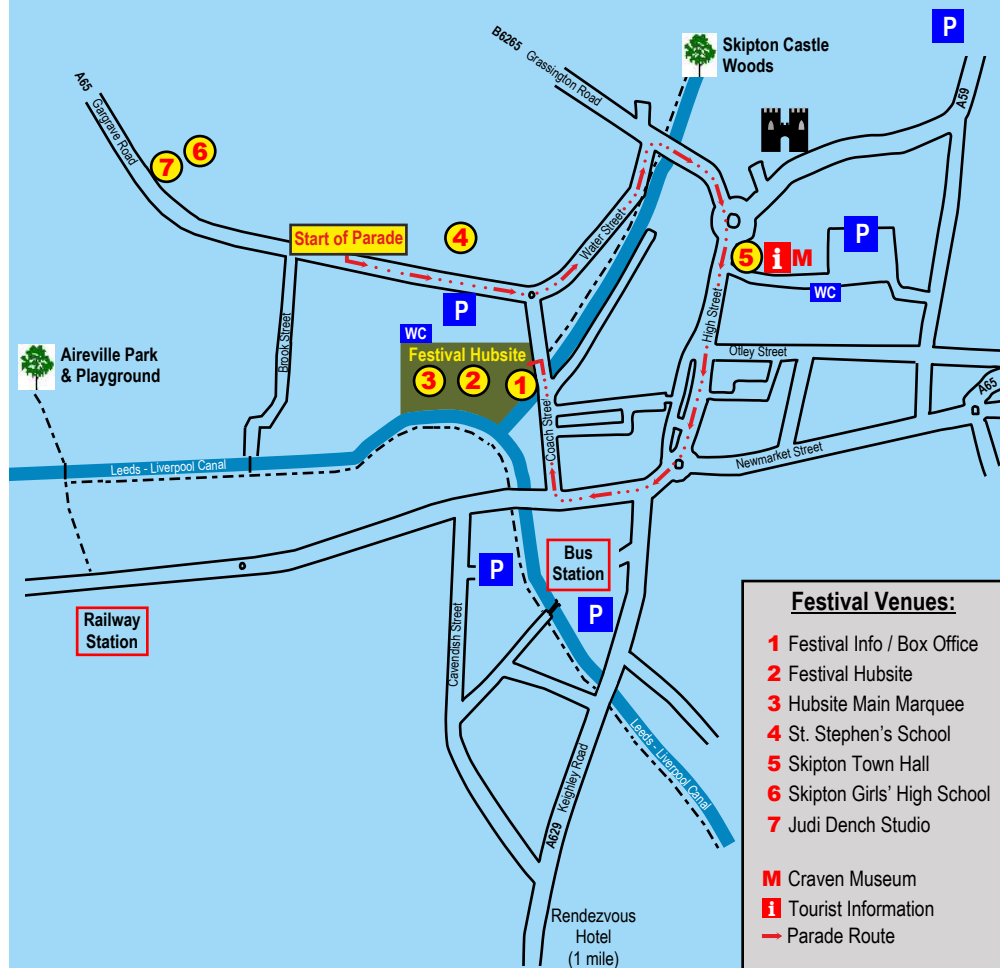 P
B6265
Grassington Road
Skipton Castle
Woods
A65
Gargrave Road
A59
6
7
Start of Parade
4
Water Street
P
5
i
M
WC
P
WC
High Street
Otley Street
Brook Street
Festival Hubsite
3
2
1
Aireville Park
& Playground
A65
Coach Street
Newmarket Street
Leeds - Liverpool Canal
P
Bus
Station
P
Railway
Station
Cavendish Street
Leeds - Liverpool Canal
A629
Keighley Road
Rendezvous
Hotel
(1 mile)
Festival Venues:
1 Festival Info / Box Office
2 Festival Hubsite
3 Hubsite Main Marquee
4 St. Stephen's School
5 Skipton Town Hall
6 Skipton Girls' High School
7 Judi Dench Studio
M Craven Museum
i Tourist Information
Parade Route